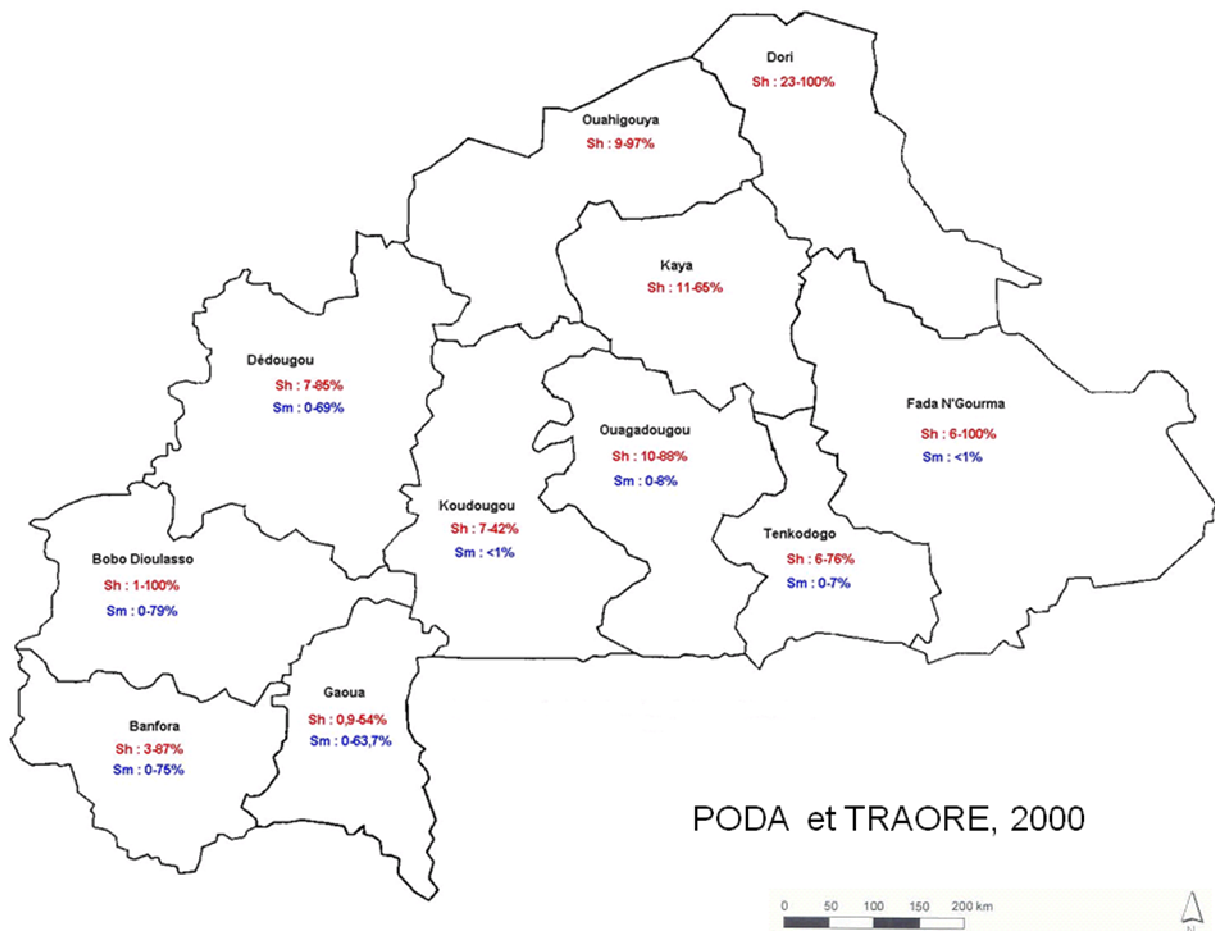 Dori
Sh : 23-100%
Ouahigouya
Sh : 9-97%
Kaya
Sh : 11-65%
Dédougou
Sh : 7-85%
Sm : 0-69%
Fada N'Gourma
Sh : 6-100%
Sm : <1%
Ouagadougou
Sh : 10-88%
Sm : 0-8%
Koudougou
Sh : 7-42%
Sm : <1%
Tenkodogo
Sh : 6-76%
Sm : 0-7%
Bobo Dioulasso
Sh : 1-100%
Sm : 0-79%
Gaoua
Sh : 0,9-54%
Sm : 0-63,7%
Banfora
Sh : 3-87%
Sm : 0-75%
PODA et TRAORE, 2000
0 50 100 150 200 km
N